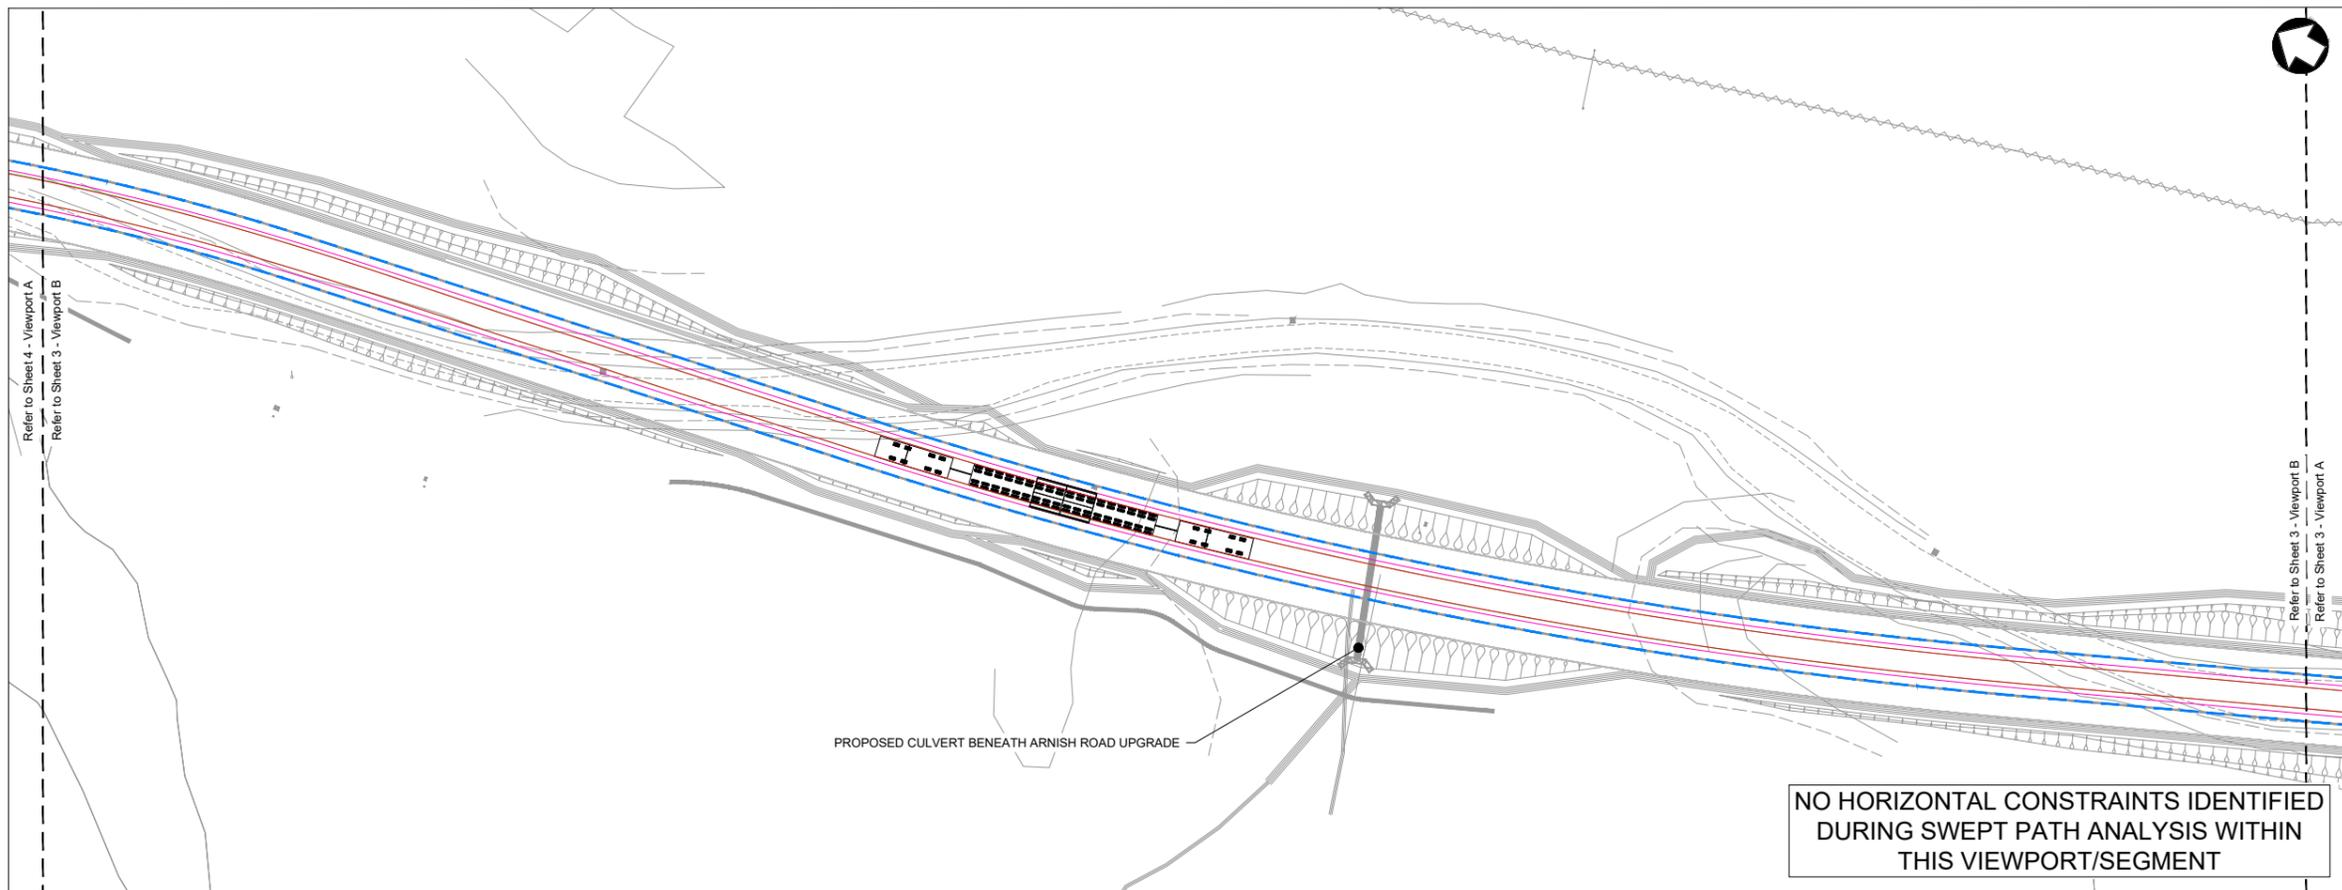 Refer to Sheet 4 - Viewport A
Refer to Sheet 3 - Viewport B
PROPOSED CULVERT BENEATH ARNISH ROAD UPGRADE
Refer to Sheet 3 - Viewport B
Refer to Sheet 3 - Viewport A
NO HORIZONTAL CONSTRAINTS IDENTIFIED
DURING SWEPT PATH ANALYSIS WITHIN
THIS VIEWPORT/SEGMENT